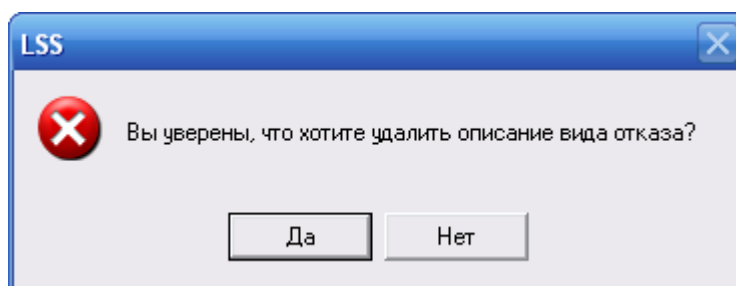 LSS
Вы уверены, что хотите удалить описание вида отказа?
Да
Нет